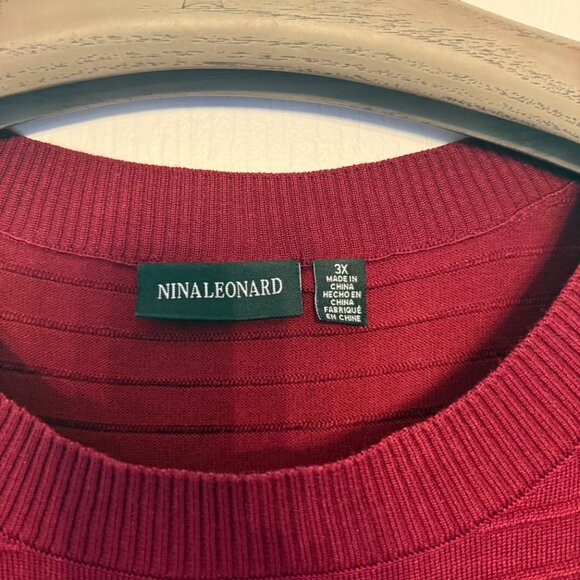 NINALEONARD
3X
MADE IN
CHINA
HECHO EN
CHINA
FABRIQUÉ
EN CHINE